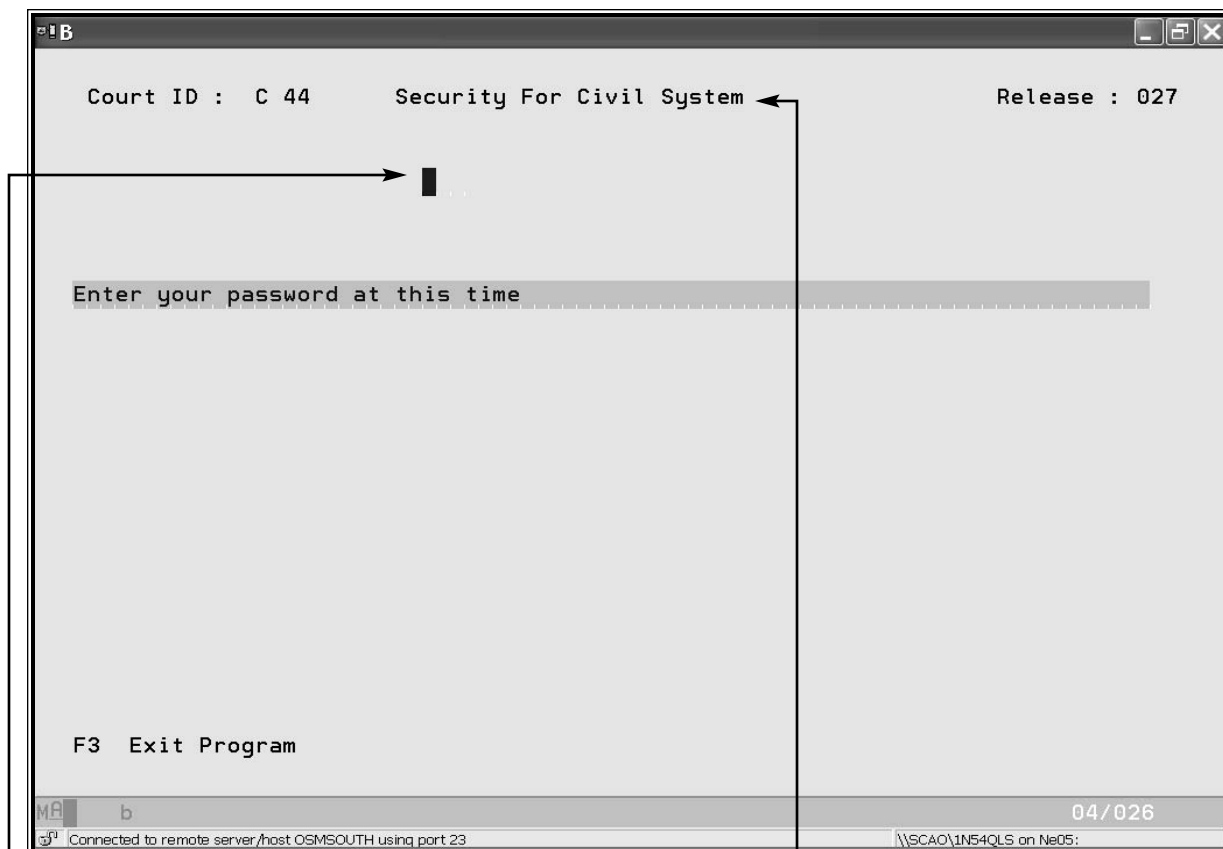 B
Court ID : C 44 Security For Civil System Release : 027
Enter your password at this time
F3 Exit Program
MA b 04/026
Connected to remote server/host OSMSOUTH using port 23 \\SCAO\1N54QLS on Ne05: